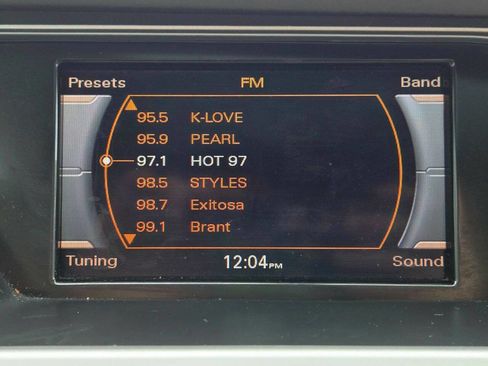 Presets FM Band
95.5 K-LOVE
95.9 PEARL
97.1 HOT 97
98.5 STYLES
98.7 Exitosa
99.1 Brant
Tuning 12:04PM Sound